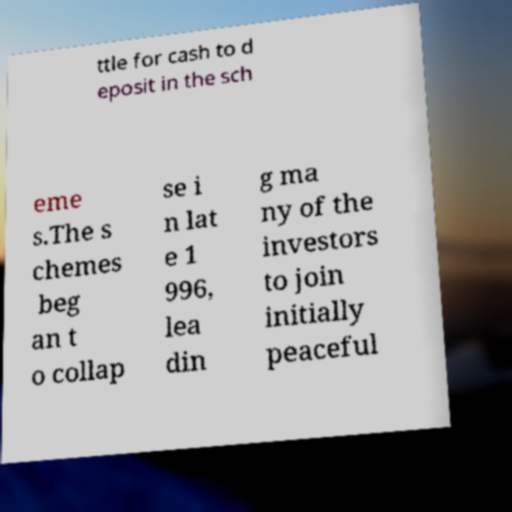 ttle for cash to d
eposit in the sch
eme
s.The s
chemes
beg
an t
o collap
se i
n lat
e 1
996,
lea
din
g ma
ny of the
investors
to join
initially
peaceful